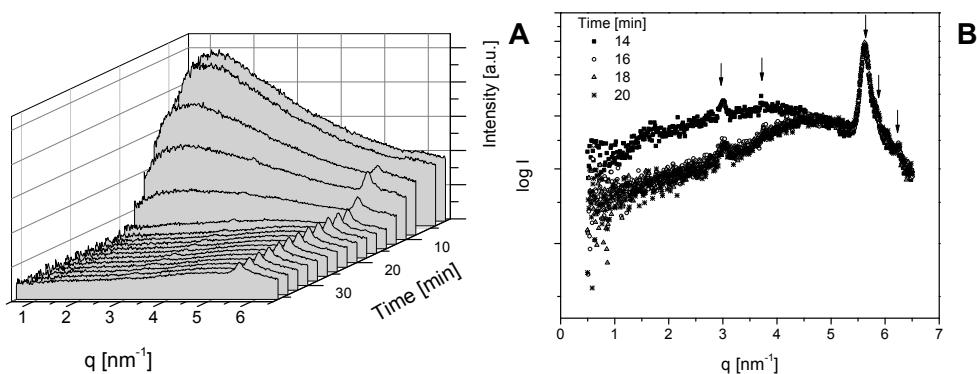 A
Intensity [a.u.]
10
20
30
Time [min]
1 2 3 4 5 6
q [nm⁻¹]
B
Time [min]
14
16
18
20
log I
0 1 2 3 4 5 6 7
q [nm⁻¹]